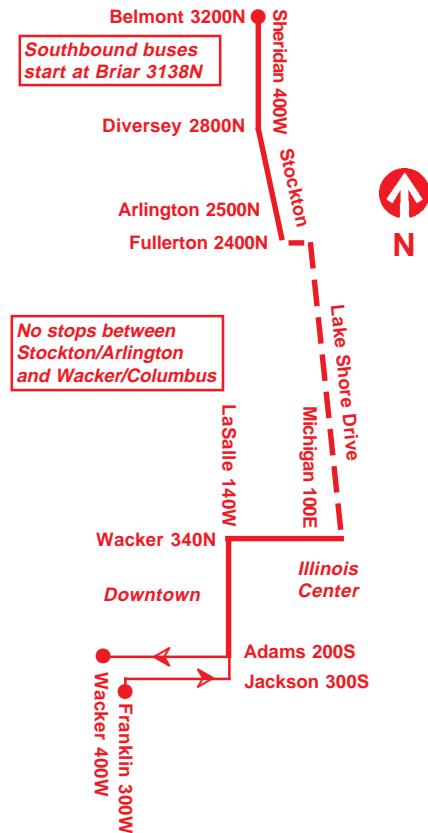 Belmont 3200N
Southbound buses
start at Briar 3138N
Sheridan 400W
Diversey 2800N
Stockton
Arlington 2500N
Fullerton 2400N
N
No stops between
Stockton/Arlington
and Wacker/Columbus
Lake Shore Drive
LaSalle 140W
Michigan 100E
Wacker 340N
Illinois
Center
Downtown
Adams 200S
Jackson 300S
Wacker 400W
Franklin 300W